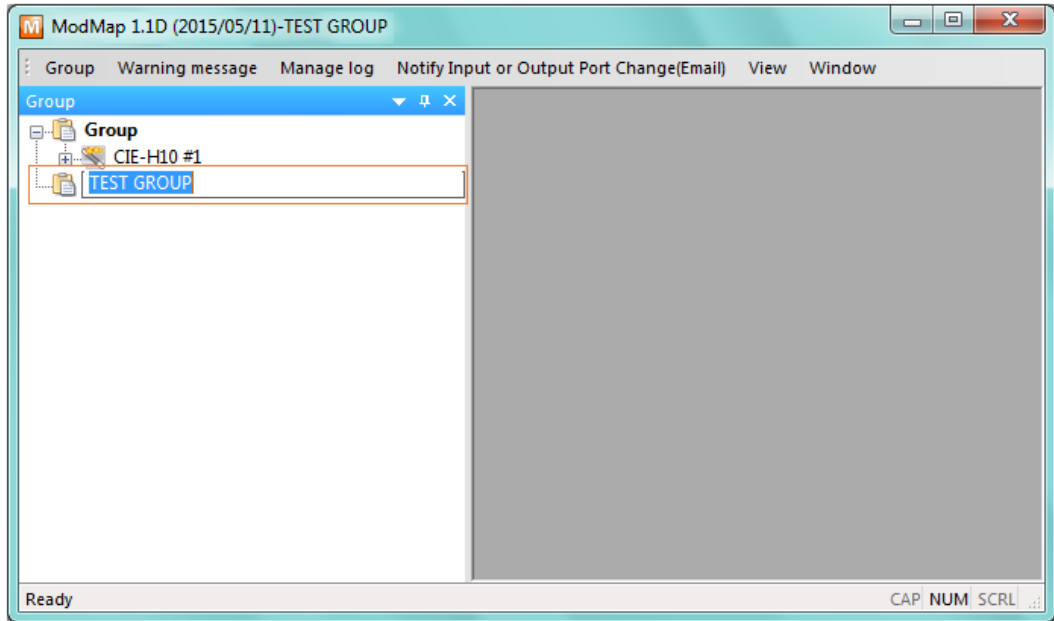 M ModMap 1.1D (2015/05/11)-TEST GROUP
Group Warning message Manage log Notify Input or Output Port Change(Email) View Window
Group
Group
CIE-H10 #1
TEST GROUP
Ready CAP NUM SCRL